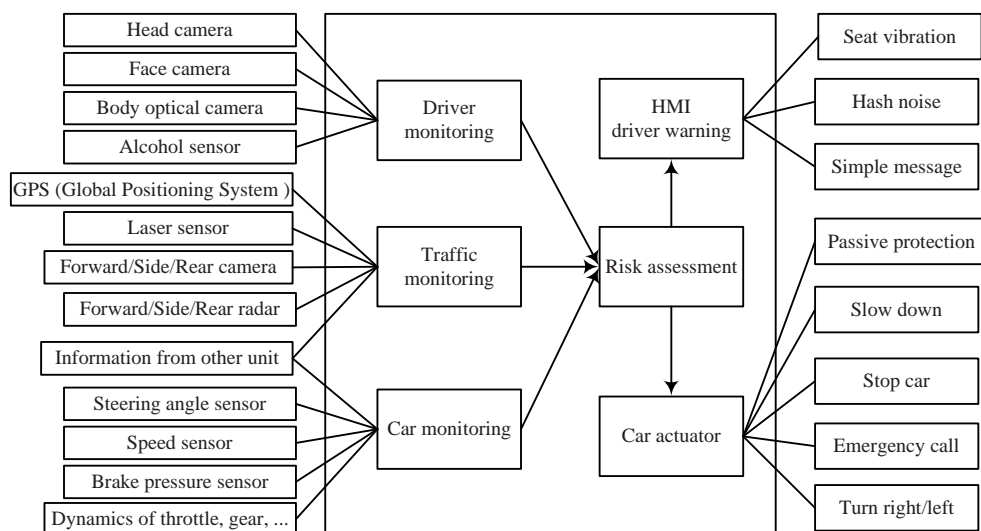 Head camera
Face camera
Body optical camera
Alcohol sensor
GPS (Global Positioning System )
Laser sensor
Forward/Side/Rear camera
Forward/Side/Rear radar
Information from other unit
Steering angle sensor
Speed sensor
Brake pressure sensor
Dynamics of throttle, gear, ...
Driver
monitoring
Traffic
monitoring
Car monitoring
HMI
driver warning
Risk assessment
Car actuator
Seat vibration
Hash noise
Simple message
Passive protection
Slow down
Stop car
Emergency call
Turn right/left